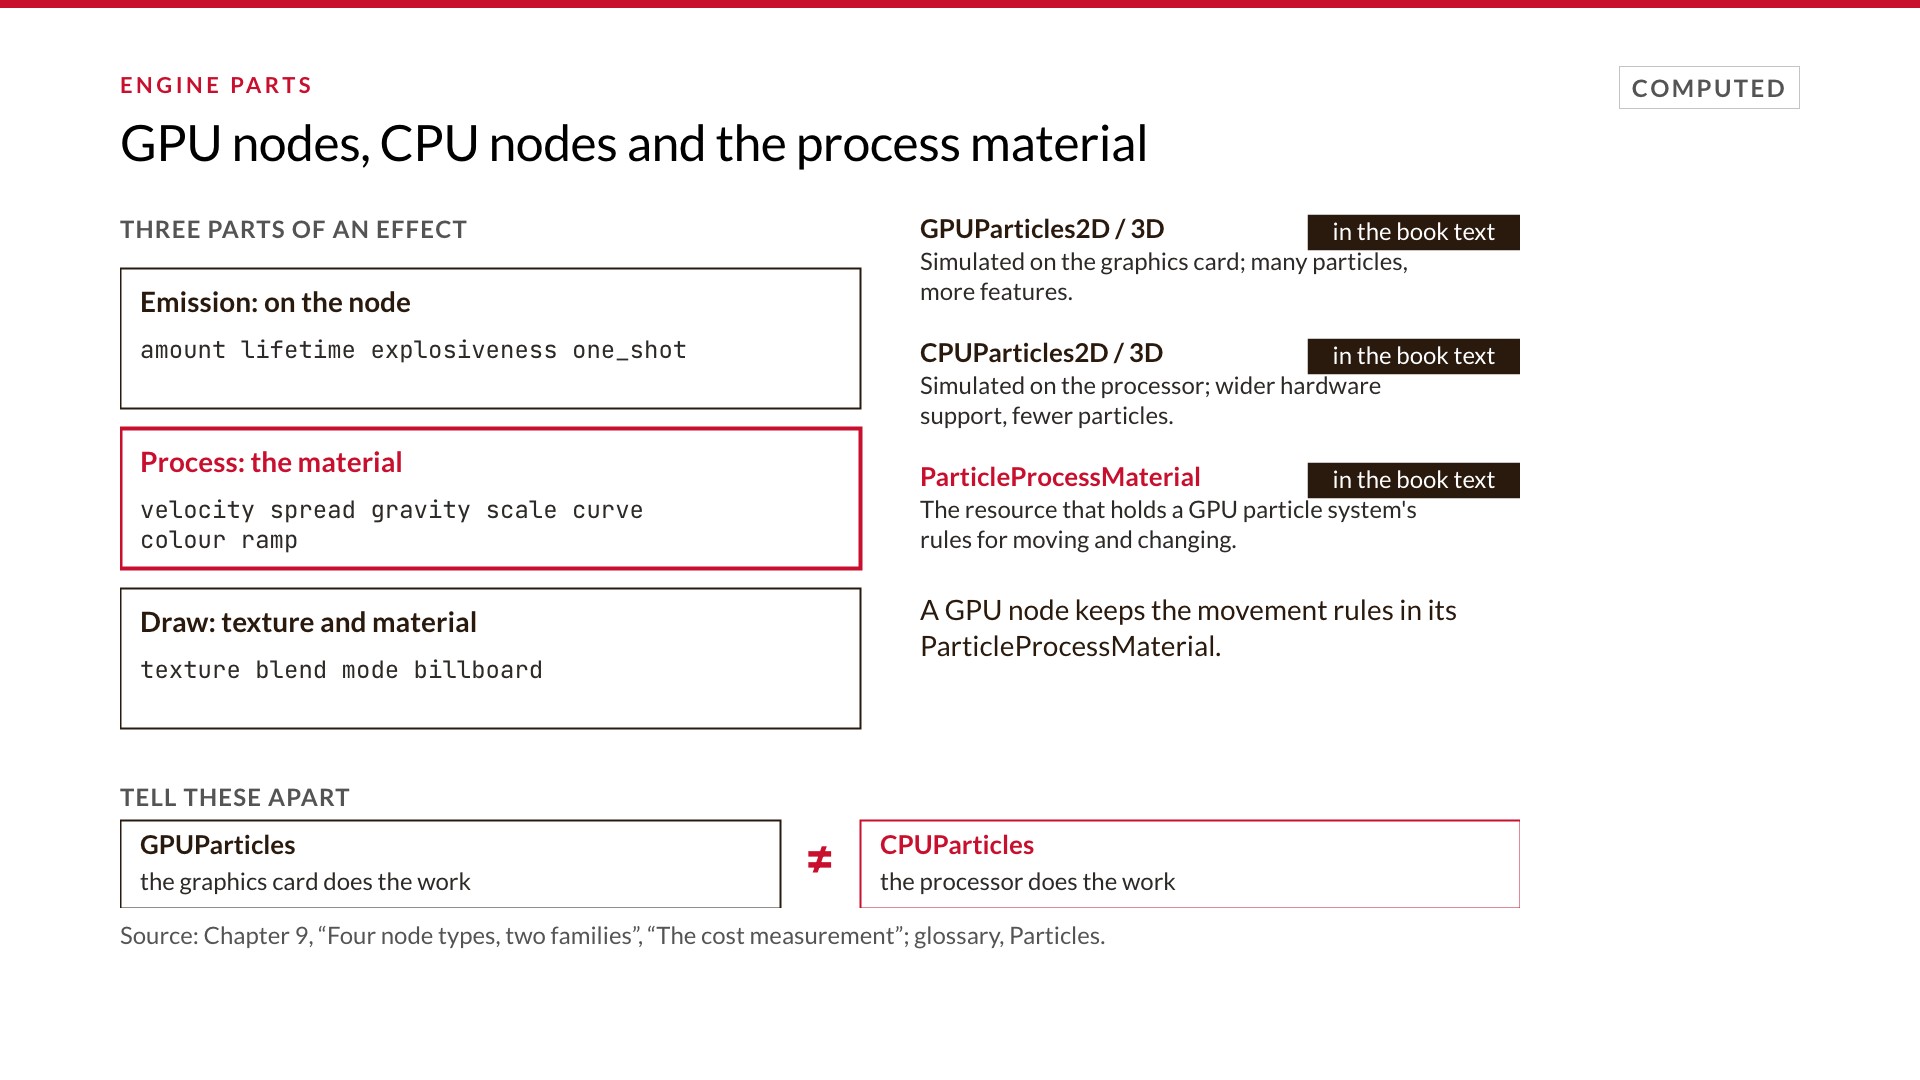 ENGINE PARTS
COMPUTED
GPU nodes, CPU nodes and the process material
THREE PARTS OF AN EFFECT
Emission: on the node
amount lifetime explosiveness one_shot
Process: the material
velocity spread gravity scale curve
colour ramp
Draw: texture and material
texture blend mode billboard
GPUParticles2D / 3D
in the book text
Simulated on the graphics card; many particles,
more features.
CPUParticles2D / 3D
in the book text
Simulated on the processor; wider hardware
support, fewer particles.
ParticleProcessMaterial
in the book text
The resource that holds a GPU particle system's
rules for moving and changing.
A GPU node keeps the movement rules in its
ParticleProcessMaterial.
TELL THESE APART
GPUParticles
the graphics card does the work
≠
CPUParticles
the processor does the work
Source: Chapter 9, “Four node types, two families”, “The cost measurement”; glossary, Particles.